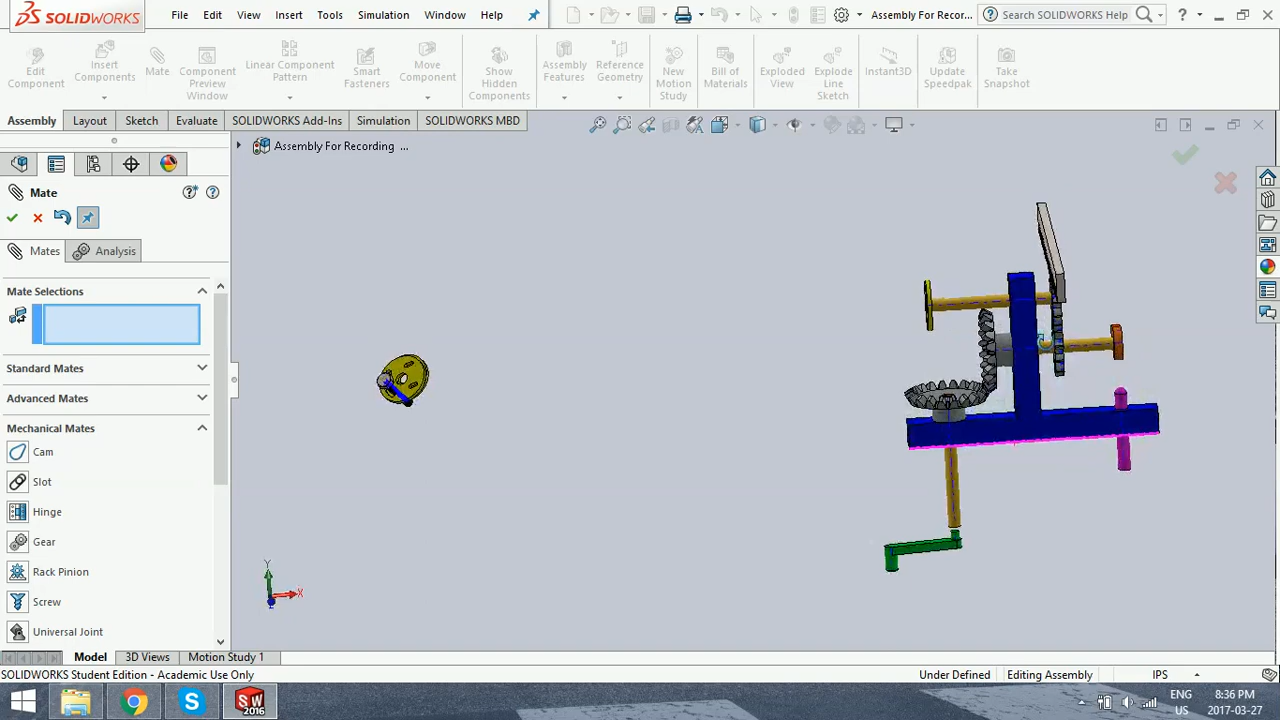 SOLIDWORKS File Edit View Insert Tools Simulation Window Help Assembly For Recor... Search SOLIDWORKS Help ?
Edit Component
Insert Components
Mate
Component Preview Window
Linear Component Pattern
Smart Fasteners
Move Component
Show Hidden Components
Assembly Features
Reference Geometry
New Motion Study
Bill of Materials
Exploded View
Explode Line Sketch
Instant3D
Update Speedpak
Take Snapshot
Assembly Layout Sketch Evaluate SOLIDWORKS Add-Ins Simulation SOLIDWORKS MBD
Assembly For Recording ...
Mate
Mates Analysis
Mate Selections
Standard Mates
Advanced Mates
Mechanical Mates
Cam
Slot
Hinge
Gear
Rack Pinion
Screw
Universal Joint
Y
X
Z
Model 3D Views Motion Study 1
SOLIDWORKS Student Edition - Academic Use Only Under Defined Editing Assembly IPS
SW
2016
ENG
US
8:36 PM
2017-03-27